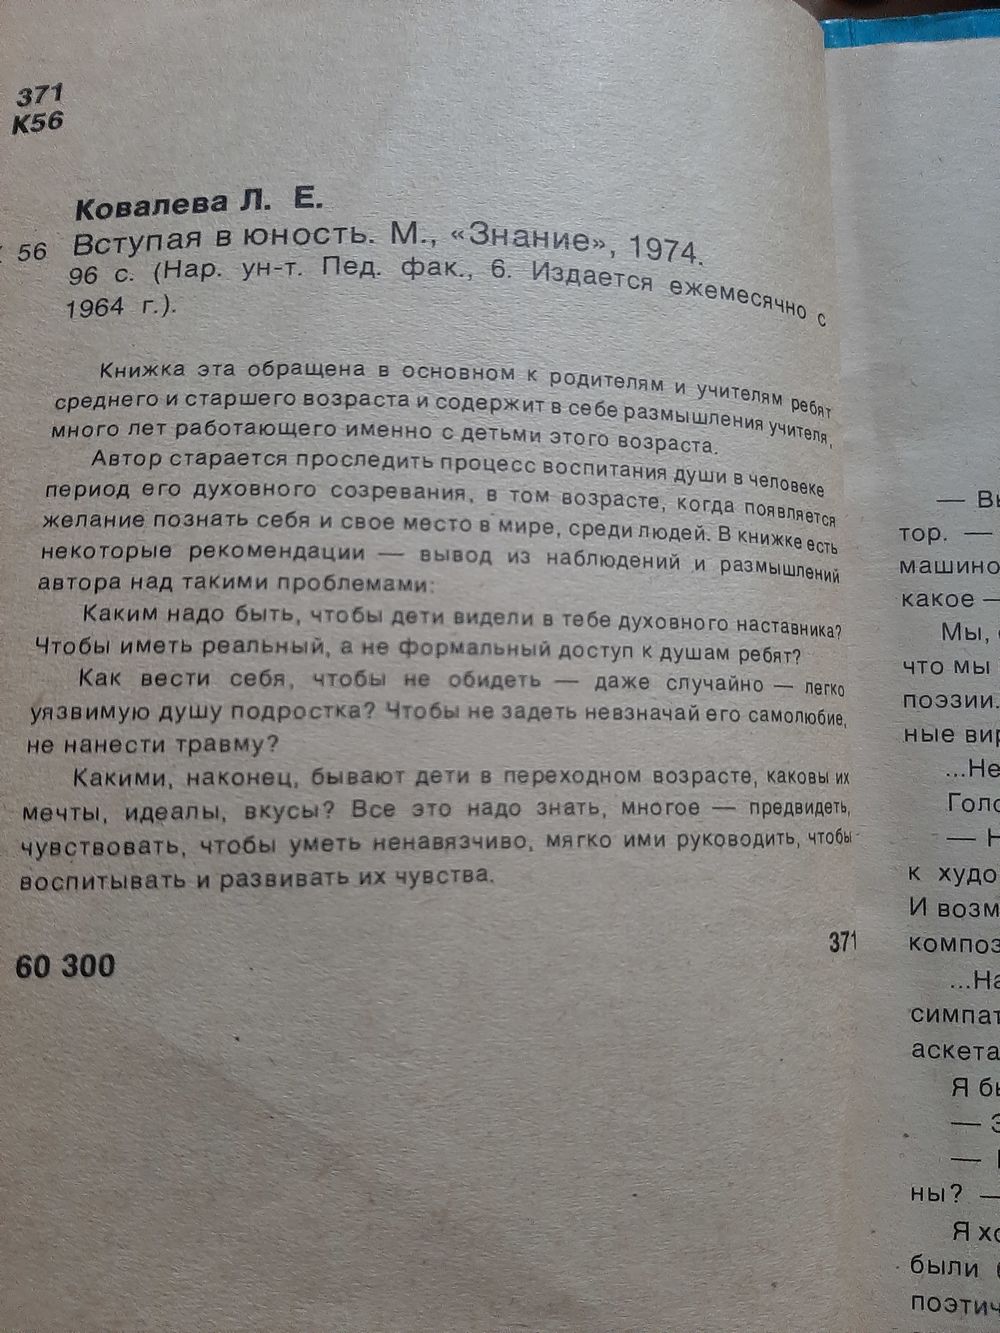 371
К56
Ковалева Л. Е.
56 Вступая в юность. М., «Знание», 1974.
96 с. (Нар. ун-т. Пед. фак., 6. Издается ежемесячно с
1964 г.).
Книжка эта обращена в основном к родителям и учителям ребят
среднего и старшего возраста и содержит в себе размышления учителя,
много лет работающего именно с детьми этого возраста.
Автор старается проследить процесс воспитания души в человеке
период его духовного созревания, в том возрасте, когда появляется
желание познать себя и свое место в мире, среди людей. В книжке есть
некоторые рекомендации — вывод из наблюдений и размышлений
автора над такими проблемами:
Каким надо быть, чтобы дети видели в тебе духовного наставника?
Чтобы иметь реальный, а не формальный доступ к душам ребят?
Как вести себя, чтобы не обидеть — даже случайно — легко
уязвимую душу подростка? Чтобы не задеть невзначай его самолюбие,
не нанести травму?
Какими, наконец, бывают дети в переходном возрасте, каковы их
мечты, идеалы, вкусы? Все это надо знать, многое — предвидеть,
чувствовать, чтобы уметь ненавязчиво, мягко ими руководить, чтобы
воспитывать и развивать их чувства.
60 300
371
— Вы
тор. —
машино
какое —
Мы,
что мы
поэзии.
ные вир
...Не
Голо
— Н
к худо
И возм
композ
...На
симпат
аскета
Я бы
— З
—
ны? —
Я хо
были
поэтич